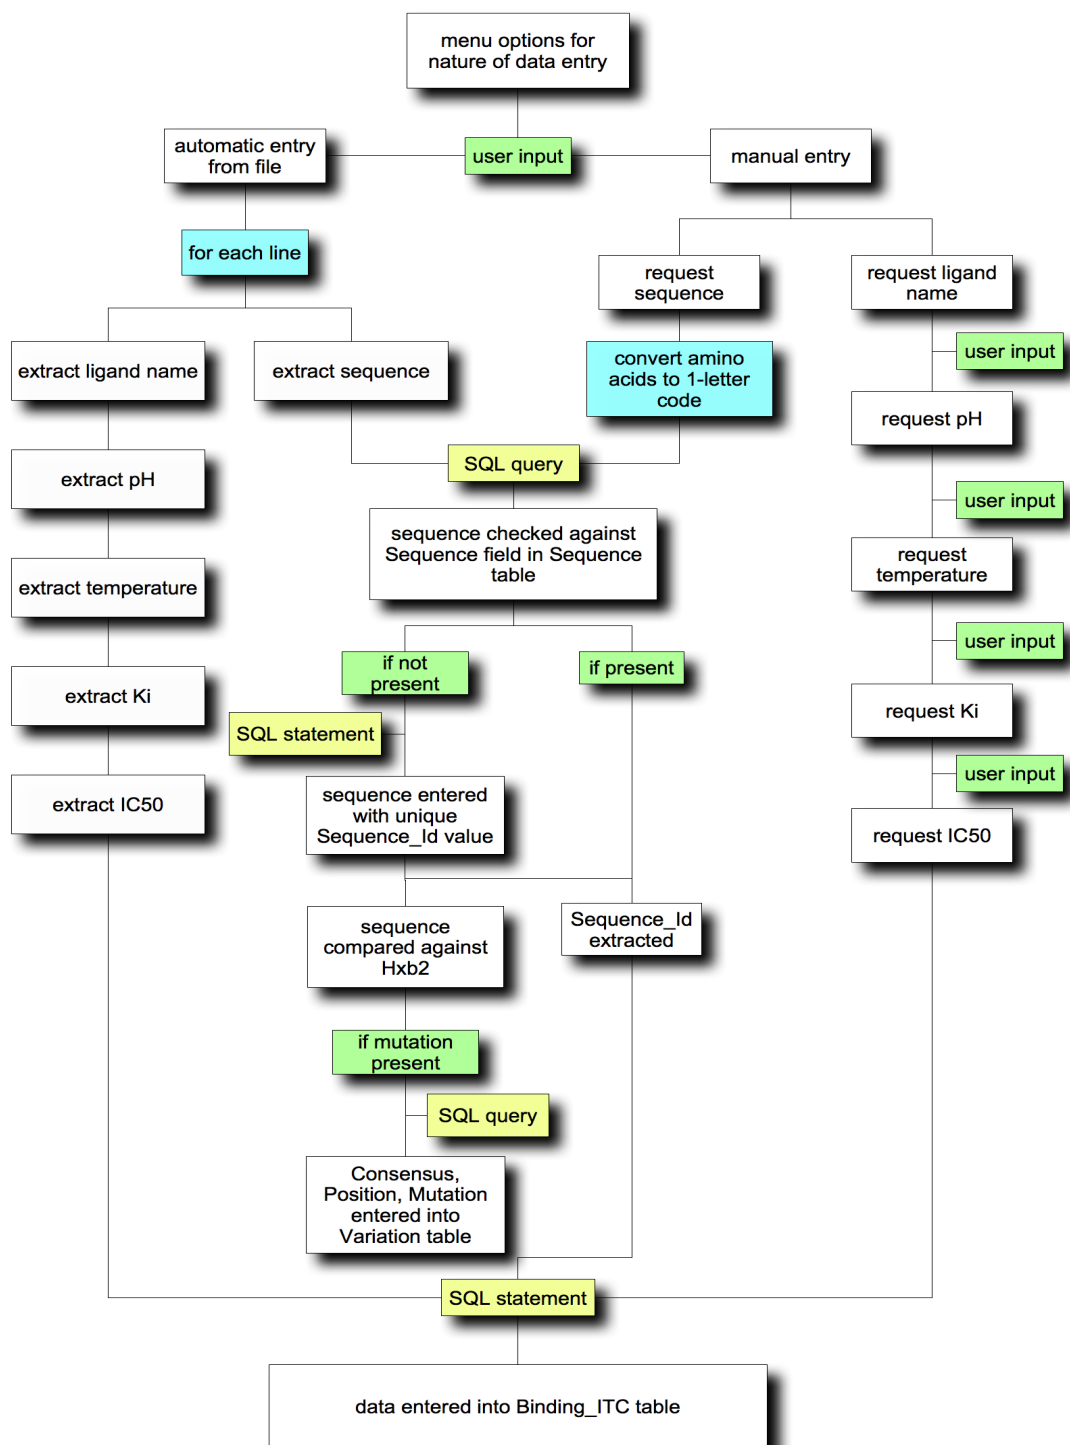 menu options for
nature of data entry
automatic entry
from file
user input
manual entry
for each line
request
sequence
request ligand
name
user input
extract ligand name
extract sequence
convert amino
acids to 1-letter
code
request pH
SQL query
extract pH
user input
sequence checked against
Sequence field in Sequence
table
request
temperature
extract temperature
user input
if not
present
if present
extract Ki
request Ki
SQL statement
user input
extract IC50
sequence entered
with unique
Sequence_Id value
request IC50
sequence
compared against
Hxb2
Sequence_Id
extracted
if mutation
present
SQL query
Consensus,
Position, Mutation
entered into
Variation table
SQL statement
data entered into Binding_ITC table